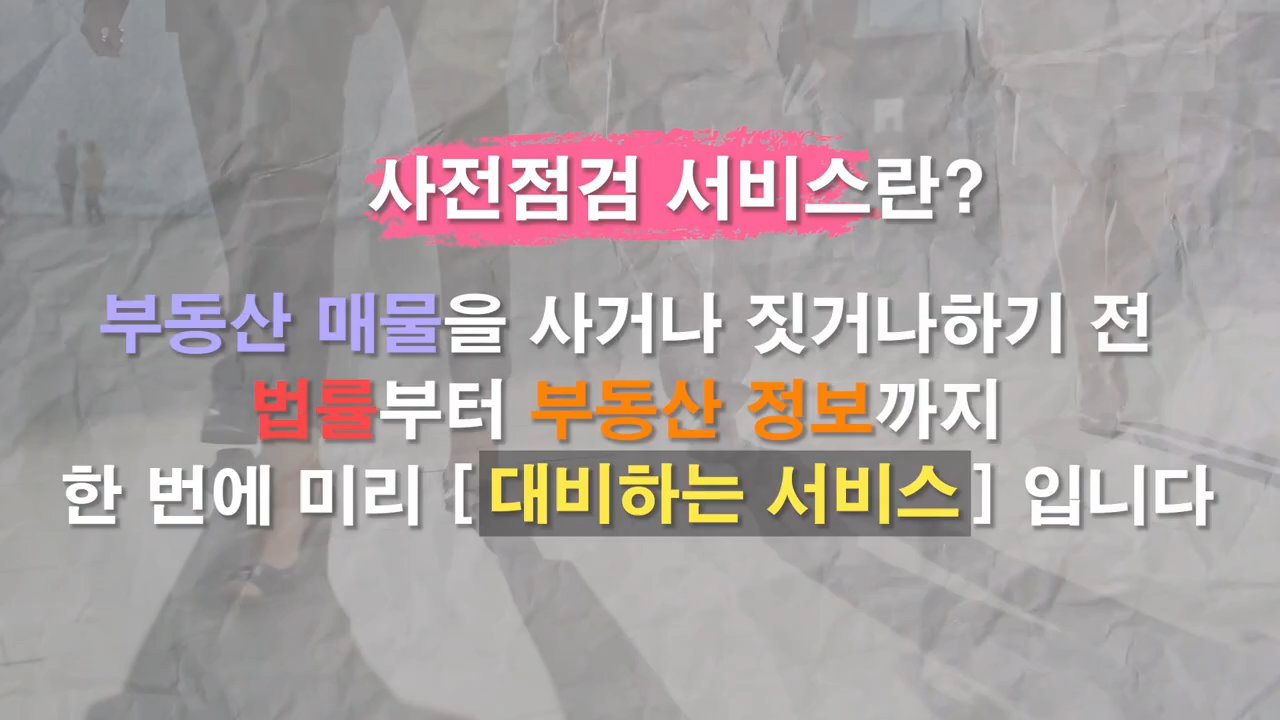 사전점검 서비스란?
부동산 매물을 사거나 짓거나하기 전
법률부터 부동산 정보까지
한 번에 미리 [대비하는 서비스] 입니다